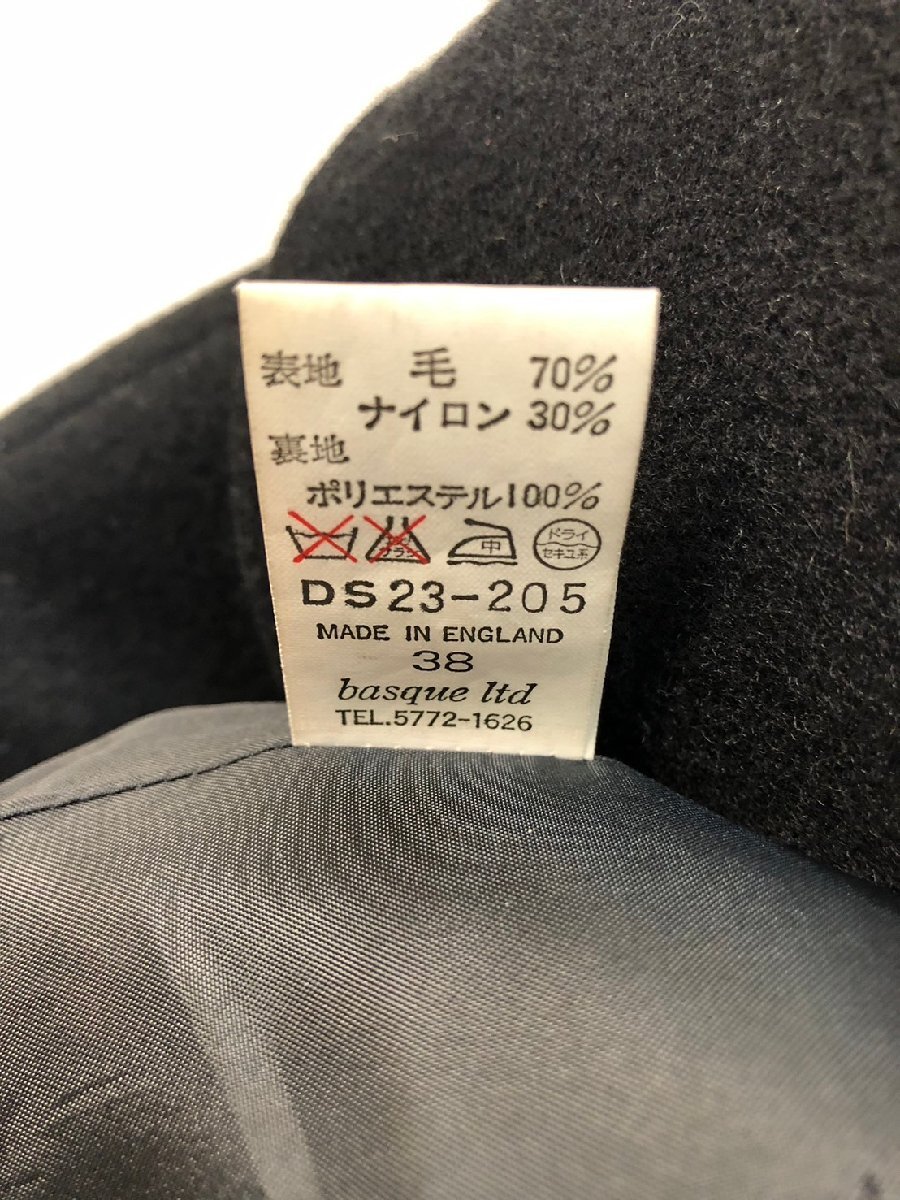 表地 毛 70%
ナイロン 30%
裏地
ポリエステル100%
中 ドライ
セキユ系
DS23-205
MADE IN ENGLAND
38
basque ltd
TEL.5772-1626